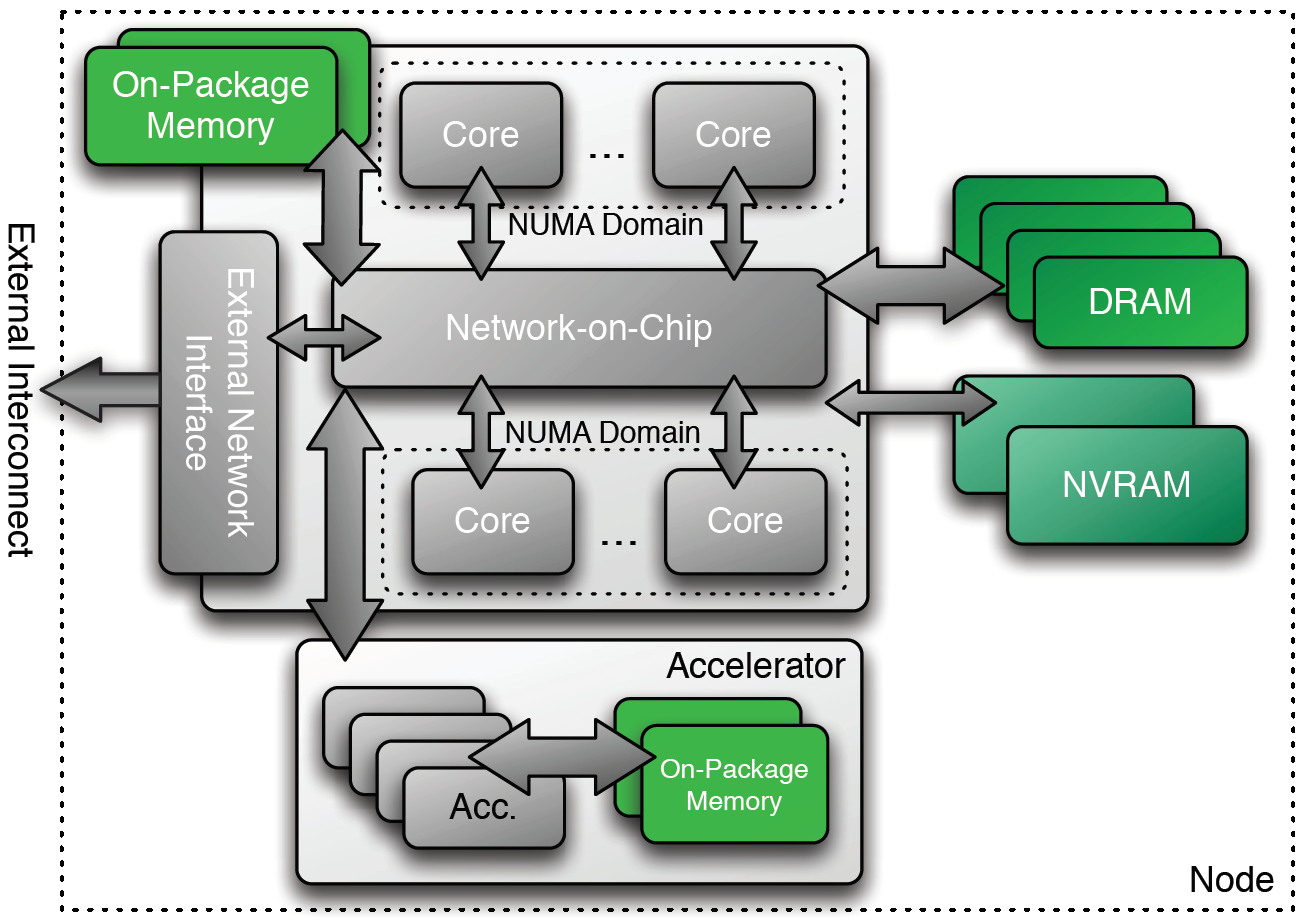 On-Package
Memory
Core
...
Core
NUMA Domain
External Interconnect
External Network
Interface
Network-on-Chip
DRAM
NUMA Domain
NVRAM
Core
...
Core
Accelerator
Acc.
On-Package
Memory
Node